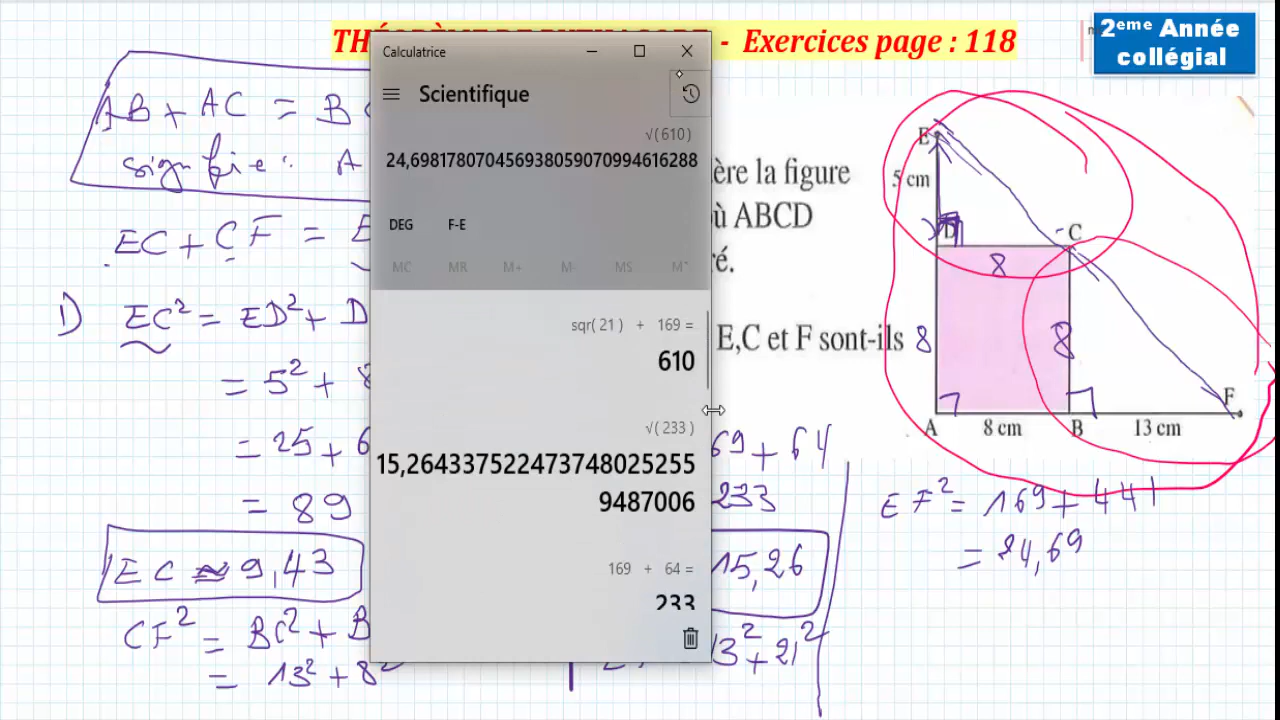 THÉORÈME DE PYTHAGORE - Exercices page : 118
2eme Année
collégial
AB + AC = B
signifie : A
EC + CF = E
1) EC² = ED² + D
= 5² + 8
= 25 + 6
= 89
EC ≈ 9,43
CF² = BC² + B
= 13² + 8²
Calculatrice
Scientifique
√(610)
24,698178070456938059070994616288
DEG F-E
MC MR M+ M- MS M˅
sqr(21) + 169 =
610
√(233)
15,264337522473748025255
9487006
169 + 64 =
233
ère la figure
ù ABCD
ré.
E,C et F sont-ils
69 + 64
233
15,26
13² + 21²
E
5 cm
D
C
8
8
8
F
A 8 cm B 13 cm
EF² = 169 + 441
= 24,69